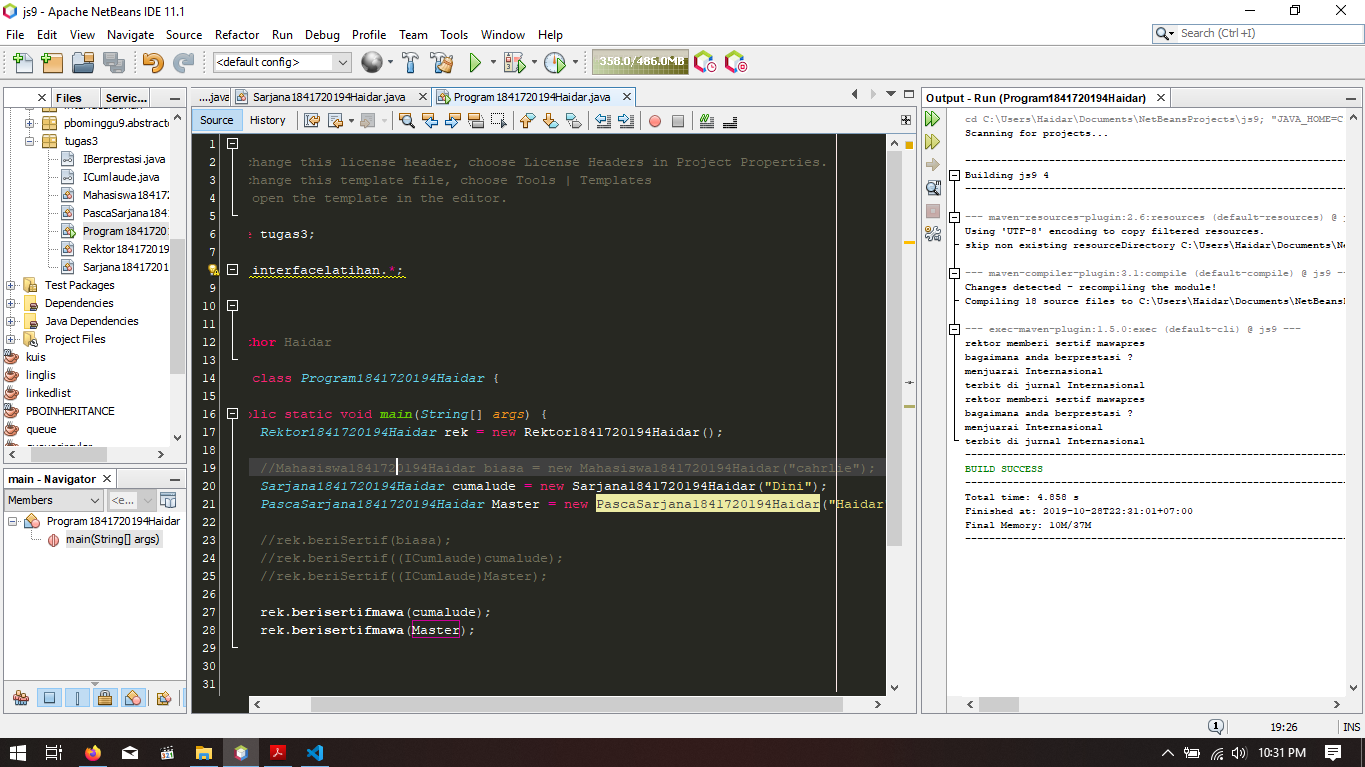 js9 - Apache NetBeans IDE 11.1
File Edit View Navigate Source Refactor Run Debug Profile Team Tools Window Help
Search (Ctrl+I)
<default config>
358.0/486.0MB
Files Servic...
pbominggu9.abstract
tugas3
IBerprestasi.java
ICumlaude.java
Mahasiswa18417
PascaSarjana184
Program1841720
Rektor18417201
Sarjana1841720
Test Packages
Dependencies
Java Dependencies
Project Files
kuis
linglis
linkedlist
PBOINHERITANCE
queue
main - Navigator
Members <e...
Program1841720194Haidar
main(String[] args)
....java Sarjana1841720194Haidar.java Program1841720194Haidar.java
Source History
1
2 change this license header, choose License Headers in Project Properties.
3 change this template file, choose Tools | Templates
4 open the template in the editor.
5
6 tugas3;
7
interfacelatihan.*;
9
10
11
12 hor Haidar
13
14 class Program1841720194Haidar {
15
16 lic static void main(String[] args) {
17 Rektor1841720194Haidar rek = new Rektor1841720194Haidar();
18
19 //Mahasiswa1841720194Haidar biasa = new Mahasiswa1841720194Haidar("cahrlie");
20 Sarjana1841720194Haidar cumalude = new Sarjana1841720194Haidar("Dini");
21 PascaSarjana1841720194Haidar Master = new PascaSarjana1841720194Haidar("Haidar"
22
23 //rek.beriSertif(biasa);
24 //rek.beriSertif((ICumlaude)cumalude);
25 //rek.beriSertif((ICumlaude)Master);
26
27 rek.berisertifmawa(cumalude);
28 rek.berisertifmawa(Master);
29
30
31
Output - Run (Program1841720194Haidar)
cd C:\Users\Haidar\Documents\NetBeansProjects\js9; "JAVA_HOME=C
Scanning for projects...
Building js9 4
--- maven-resources-plugin:2.6:resources (default-resources) @ j
Using 'UTF-8' encoding to copy filtered resources.
skip non existing resourceDirectory C:\Users\Haidar\Documents\Ne
--- maven-compiler-plugin:3.1:compile (default-compile) @ js9 --
Changes detected - recompiling the module!
Compiling 18 source files to C:\Users\Haidar\Documents\NetBeans
--- exec-maven-plugin:1.5.0:exec (default-cli) @ js9 ---
rektor memberi sertif mawapres
bagaimana anda berprestasi ?
menjuarai Internasional
terbit di jurnal Internasional
rektor memberi sertif mawapres
bagaimana anda berprestasi ?
menjuarai Internasional
terbit di jurnal Internasional
BUILD SUCCESS
Total time: 4.858 s
Finished at: 2019-10-28T22:31:01+07:00
Final Memory: 10M/37M
1 19:26 INS
10:31 PM